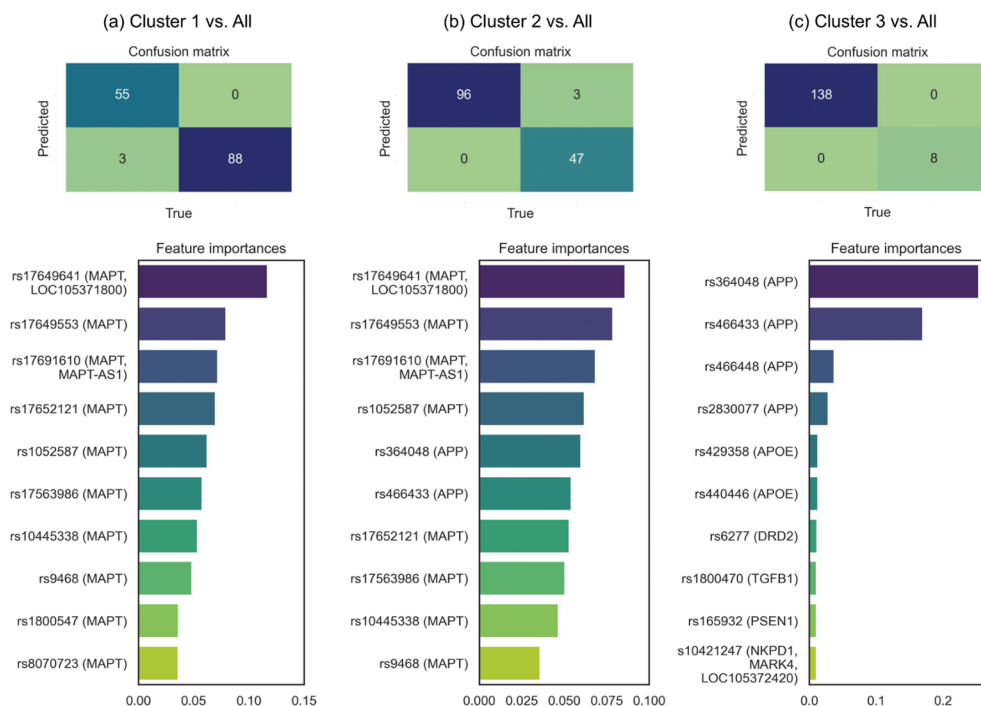 (a) Cluster 1 vs. All
Confusion matrix
Predicted
55
0
3
88
True
Feature importances
rs17649641 (MAPT,
LOC105371800)
rs17649553 (MAPT)
rs17691610 (MAPT,
MAPT-AS1)
rs17652121 (MAPT)
rs1052587 (MAPT)
rs17563986 (MAPT)
rs10445338 (MAPT)
rs9468 (MAPT)
rs1800547 (MAPT)
rs8070723 (MAPT)
0.00
0.05
0.10
0.15
(b) Cluster 2 vs. All
Confusion matrix
Predicted
96
3
0
47
True
Feature importances
rs17649641 (MAPT,
LOC105371800)
rs17649553 (MAPT)
rs17691610 (MAPT,
MAPT-AS1)
rs1052587 (MAPT)
rs364048 (APP)
rs466433 (APP)
rs17652121 (MAPT)
rs17563986 (MAPT)
rs10445338 (MAPT)
rs9468 (MAPT)
0.000
0.025
0.050
0.075
0.100
(c) Cluster 3 vs. All
Confusion matrix
Predicted
138
0
0
8
True
Feature importances
rs364048 (APP)
rs466433 (APP)
rs466448 (APP)
rs2830077 (APP)
rs429358 (APOE)
rs440446 (APOE)
rs6277 (DRD2)
rs1800470 (TGFB1)
rs165932 (PSEN1)
s10421247 (NKPD1,
MARK4,
LOC105372420)
0.0
0.1
0.2